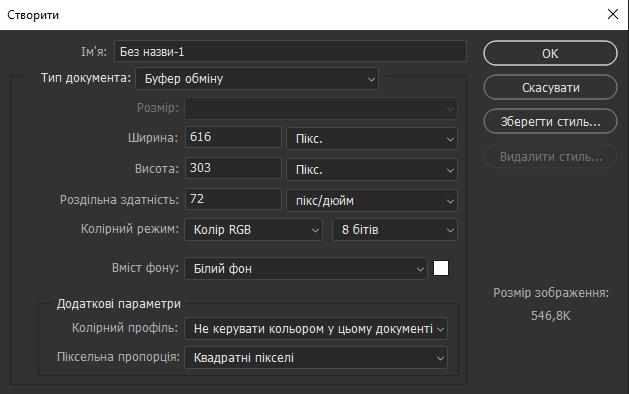 Створити
Ім'я: Без назви-1
OK
Тип документа: Буфер обміну
Скасувати
Розмір:
Зберегти стиль...
Ширина: 616 Пікс.
Видалити стиль...
Висота: 303 Пікс.
Роздільна здатність: 72 пікс/дюйм
Колірний режим: Колір RGB 8 бітів
Вміст фону: Білий фон
Розмір зображення:
546,8K
Додаткові параметри
Колірний профіль: Не керувати кольором у цьому документі
Піксельна пропорція: Квадратні пікселі